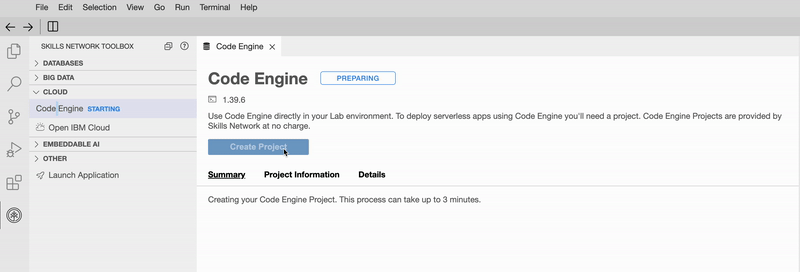 File Edit Selection View Go Run Terminal Help
SKILLS NETWORK TOOLBOX
DATABASES
BIG DATA
CLOUD
Code Engine STARTING
Open IBM Cloud
EMBEDDABLE AI
OTHER
Launch Application
Code Engine
Code Engine PREPARING
1.39.6
Use Code Engine directly in your Lab environment. To deploy serverless apps using Code Engine you'll need a project. Code Engine Projects are provided by
Skills Network at no charge.
Create Project
Summary Project Information Details
Creating your Code Engine Project. This process can take up to 3 minutes.